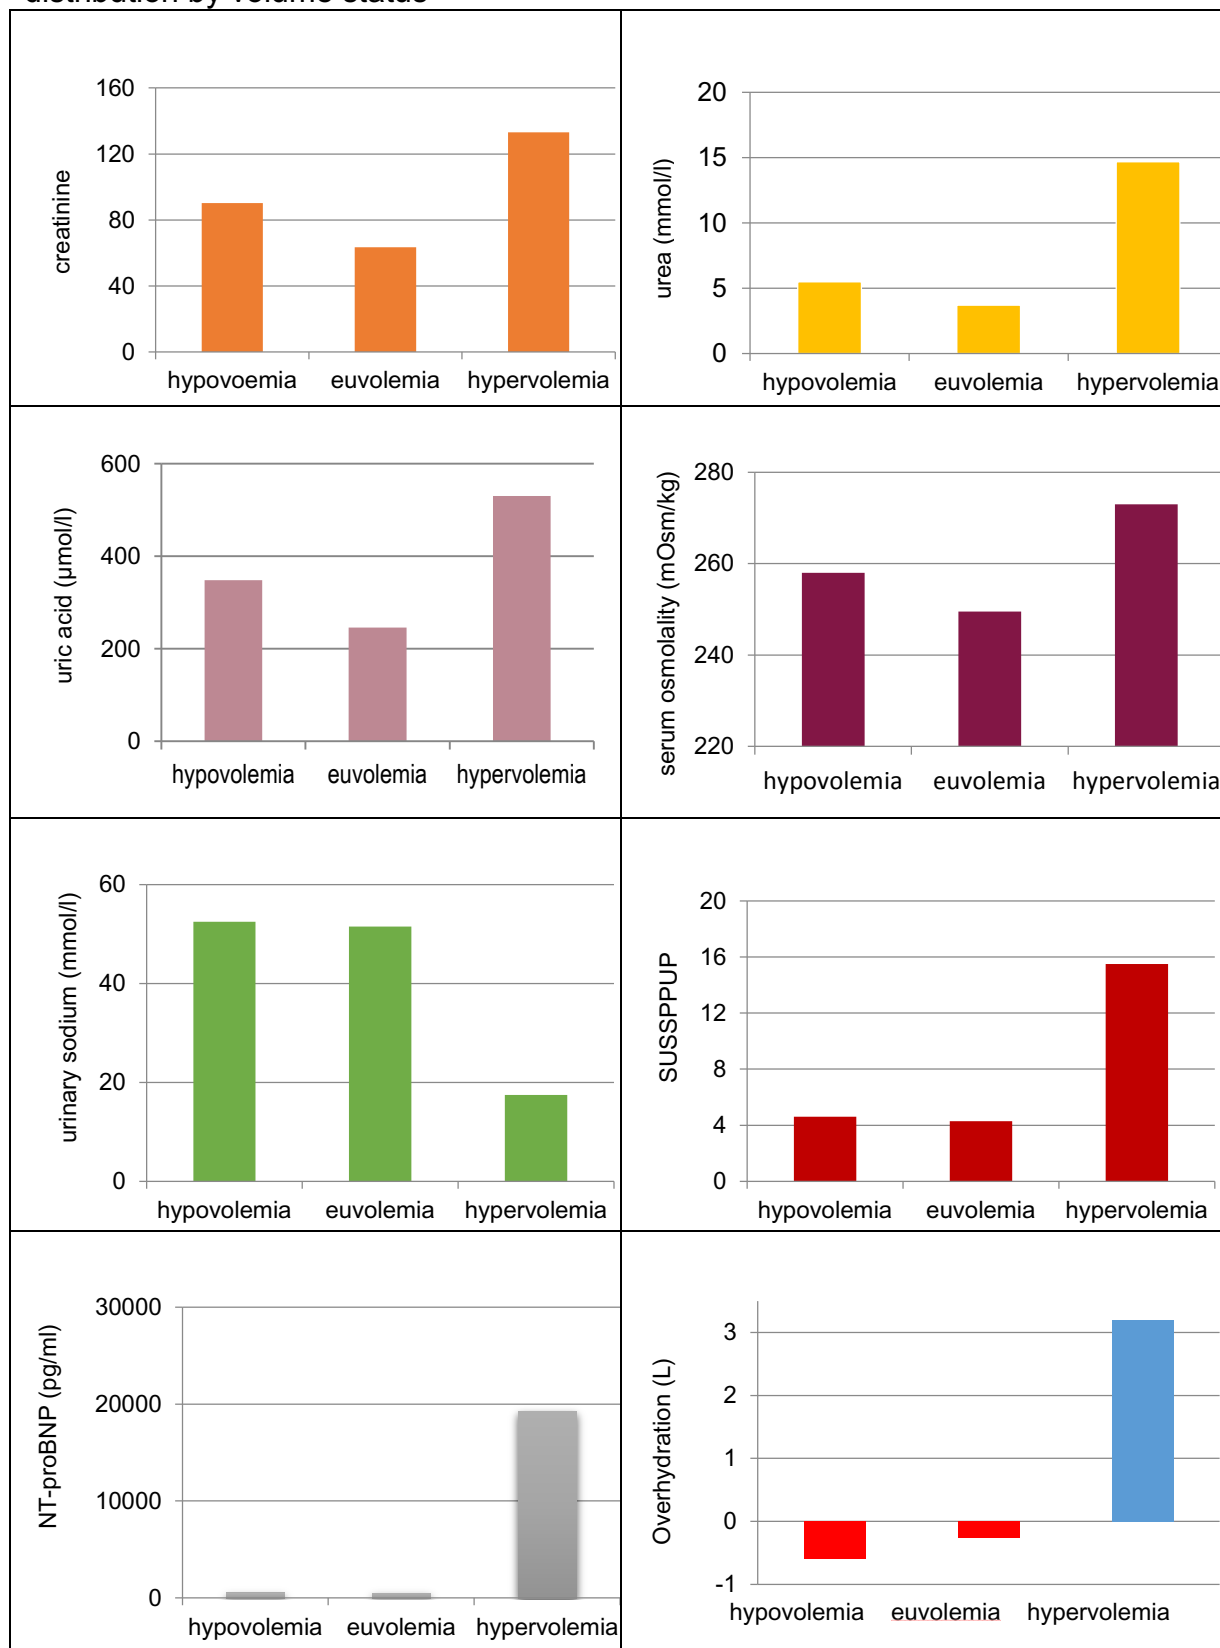 distribution by volume status
creatinine
160
120
80
40
0
hypovoemia euvolemia hypervolemia
urea (mmol/l)
20
15
10
5
0
hypovolemia euvolemia hypervolemia
uric acid (µmol/l)
600
400
200
0
hypovolemia euvolemia hypervolemia
serum osmolality (mOsm/kg)
280
260
240
220
hypovolemia euvolemia hypervolemia
urinary sodium (mmol/l)
60
40
20
0
hypovolemia euvolemia hypervolemia
SUSSPPUP
20
16
12
8
4
0
hypovolemia euvolemia hypervolemia
NT-proBNP (pg/ml)
30000
20000
10000
0
hypovolemia euvolemia hypervolemia
Overhydration (L)
3
2
1
0
-1
hypovolemia euvolemia hypervolemia